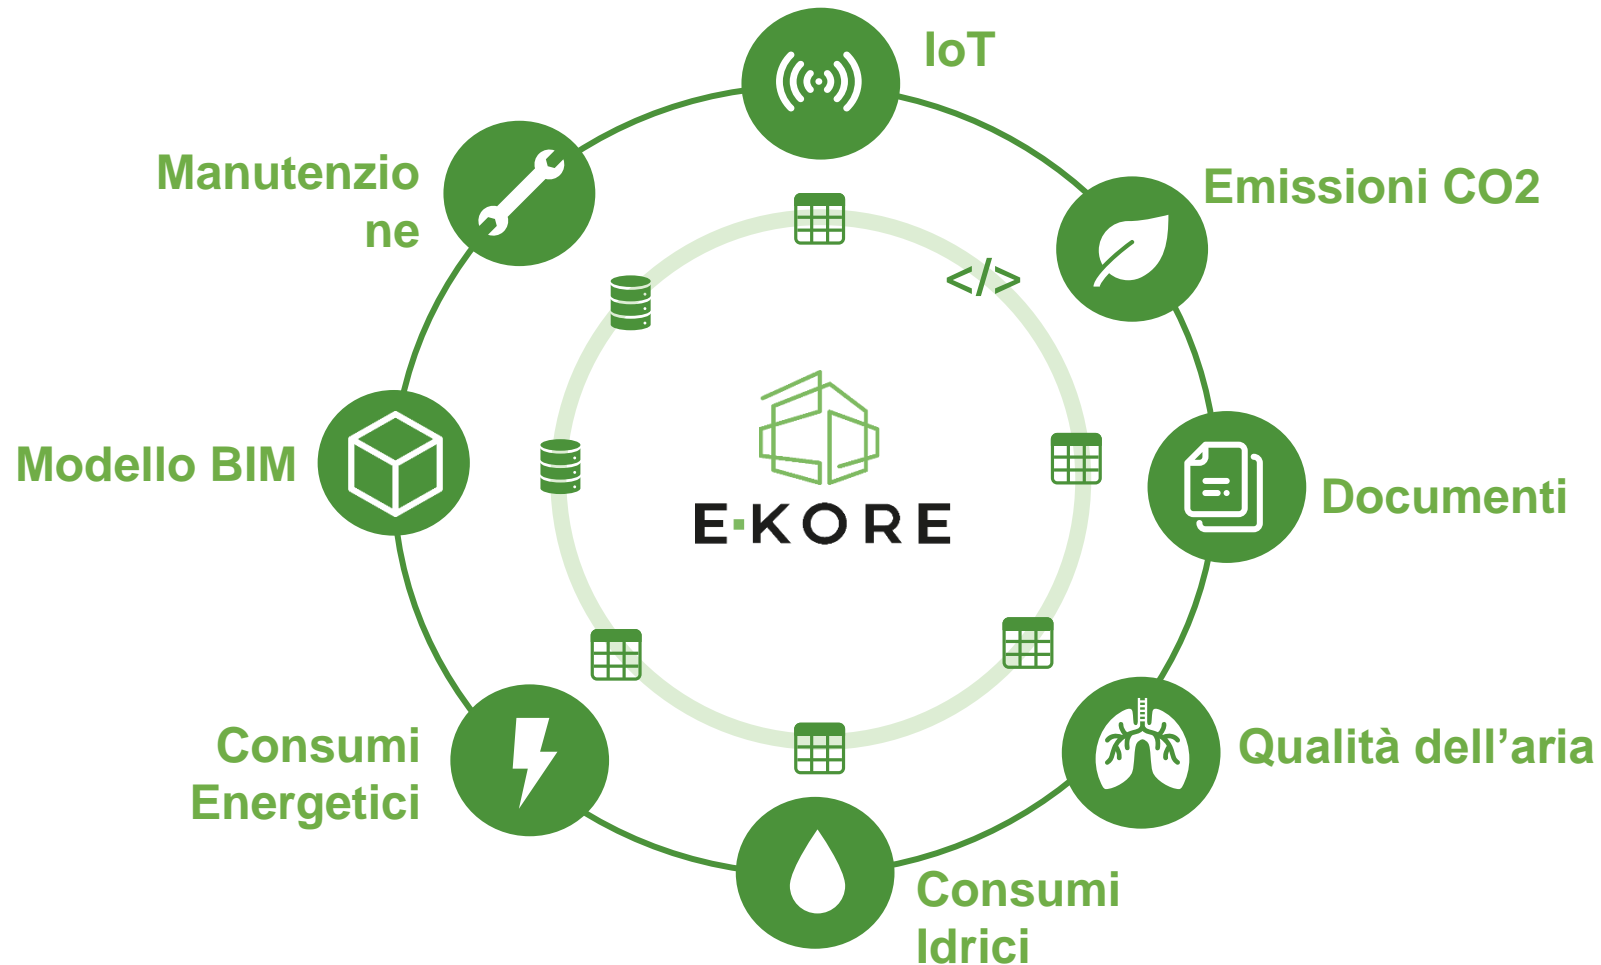 IoT
Manutenzio
ne
Emissioni CO2
</>
Modello BIM
E·KORE
Documenti
Consumi
Energetici
Qualità dell’aria
Consumi
Idrici